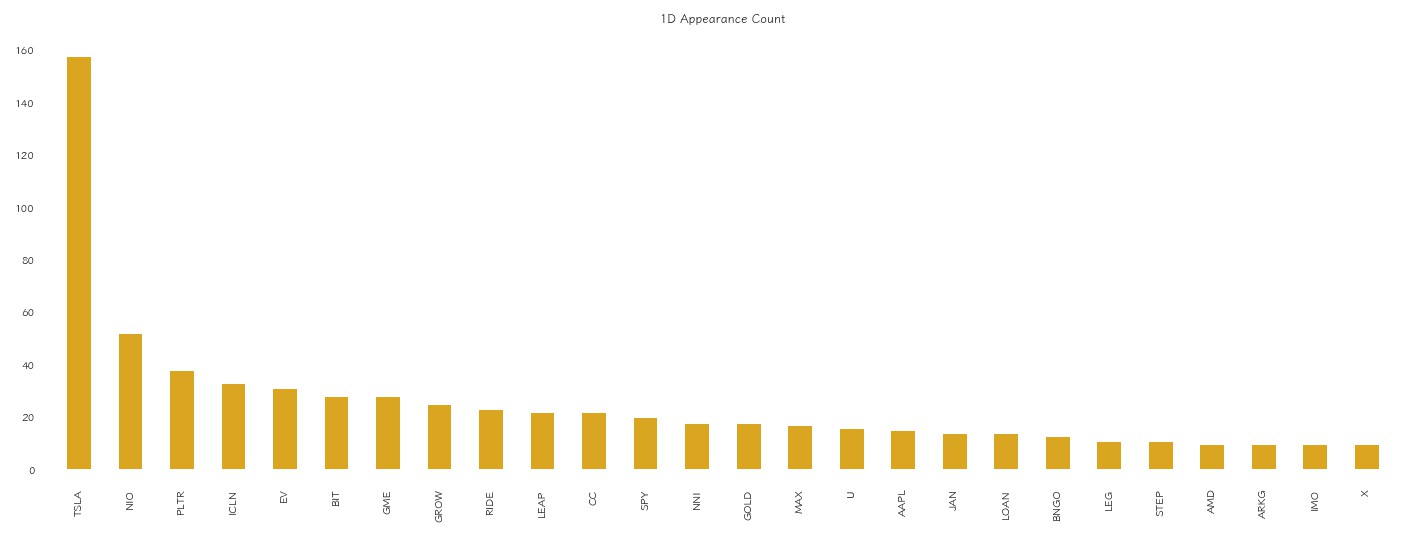 1D Appearance Count
160
140
120
100
80
60
40
20
0
TSLA
NIO
PLTR
ICLN
EV
BIT
GME
GROW
RIDE
LEAP
CC
SPY
NNI
GOLD
MAX
U
AAPL
JAN
LOAN
BNGO
LEG
STEP
AMD
ARKG
IMO
X